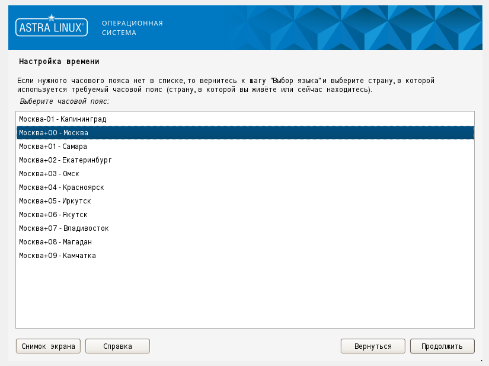 ASTRA LINUX®
ОПЕРАЦИОННАЯ
СИСТЕМА
Настройка времени
Если нужного часового пояса нет в списке, то вернитесь к шагу "Выбор языка" и выберите страну, в которой
используется требуемый часовой пояс (страну, в которой вы живете или сейчас находитесь).
Выберите часовой пояс:
Москва-01 - Калининград
Москва+00 - Москва
Москва+01 - Самара
Москва+02 - Екатеринбург
Москва+03 - Омск
Москва+04 - Красноярск
Москва+05 - Иркутск
Москва+06 - Якутск
Москва+07 - Владивосток
Москва+08 - Магадан
Москва+09 - Камчатка
Снимок экрана Справка Вернуться Продолжить